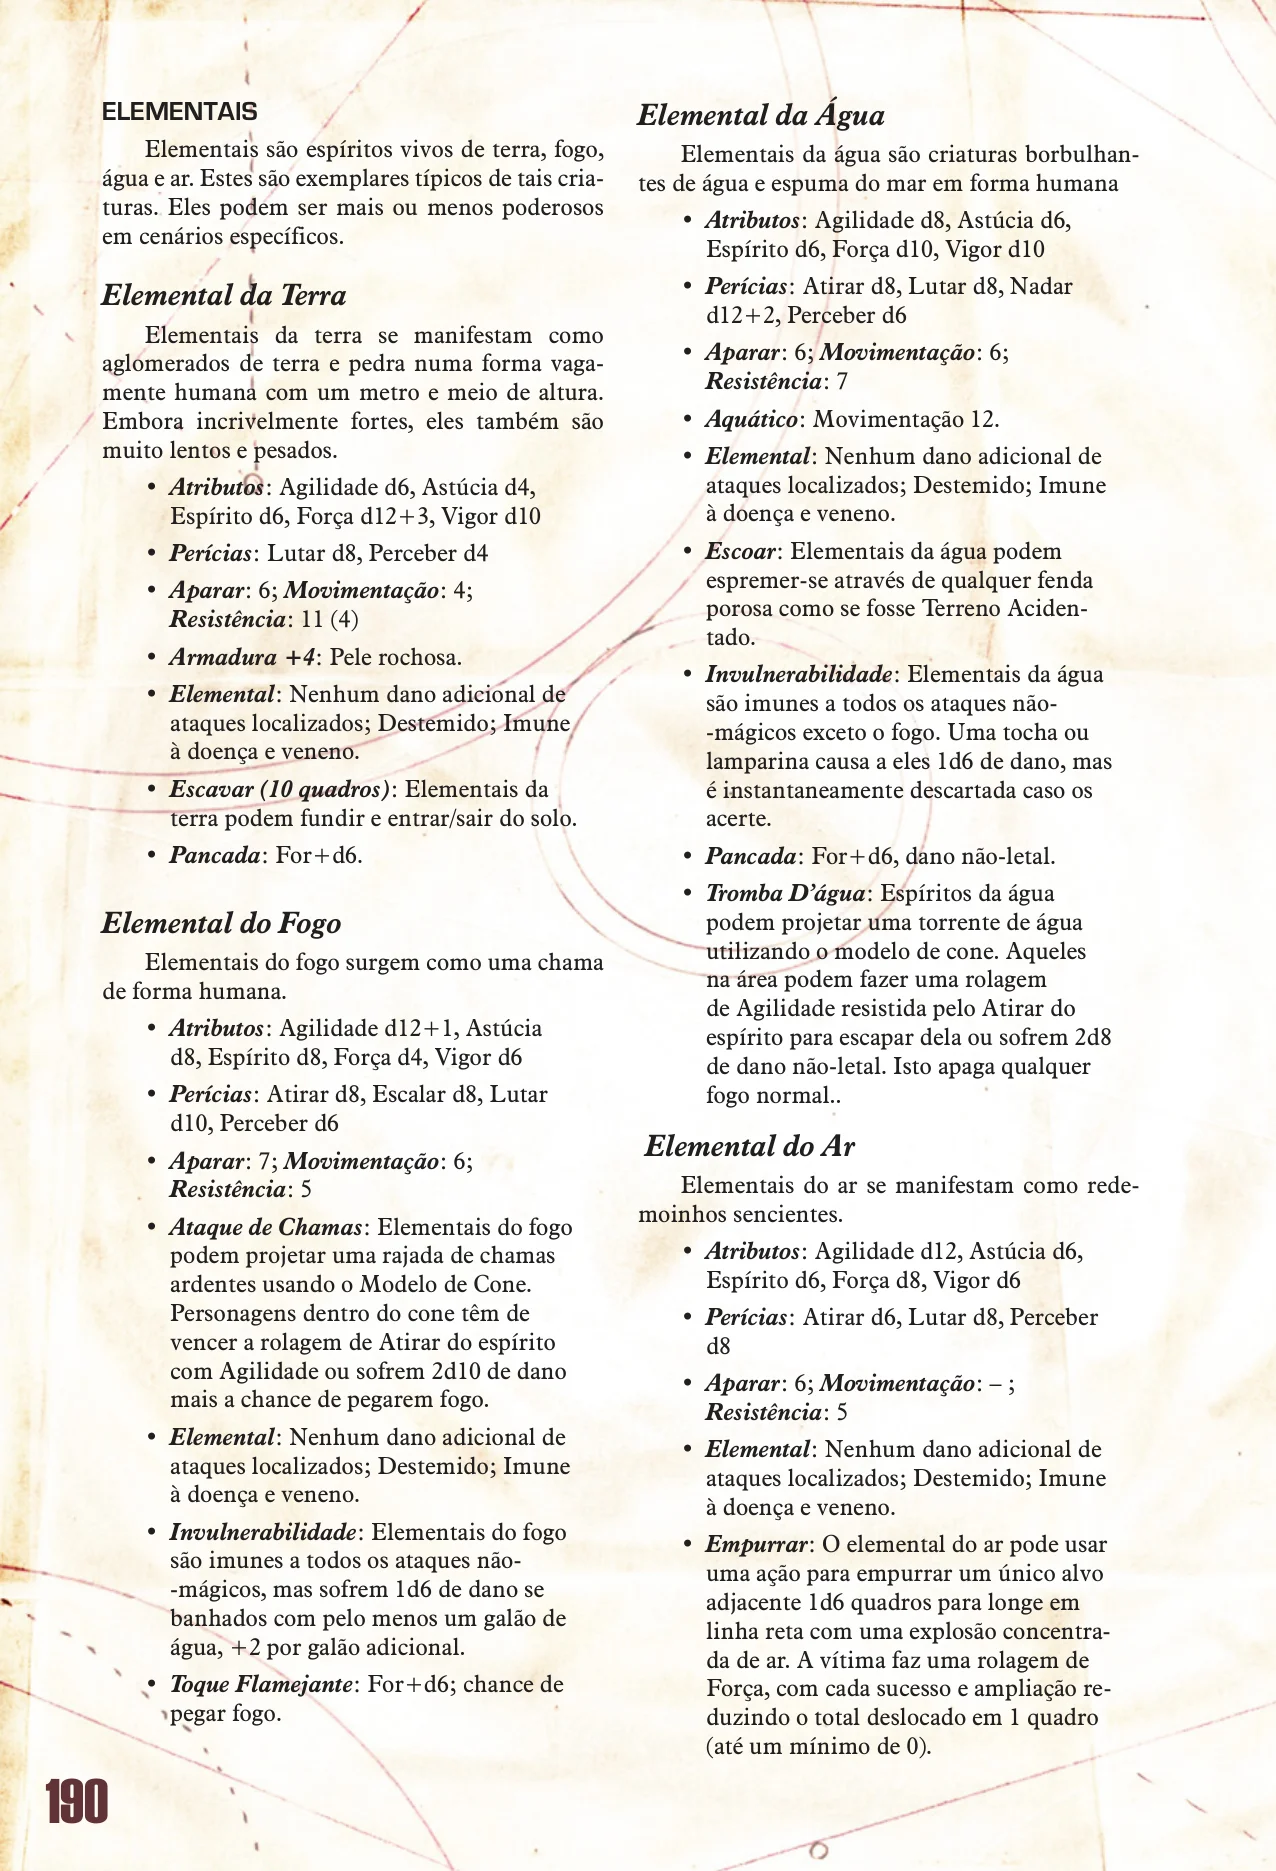 ELEMENTAIS
Elementais são espíritos vivos de terra, fogo,
água e ar. Estes são exemplares típicos de tais cria-
turas. Eles podem ser mais ou menos poderosos
em cenários específicos.
Elemental da Terra
Elementais da terra se manifestam como
aglomerados de terra e pedra numa forma vaga-
mente humana com um metro e meio de altura.
Embora incrivelmente fortes, eles também são
muito lentos e pesados.
• Atributos: Agilidade d6, Astúcia d4,
Espírito d6, Força d12+3, Vigor d10
• Perícias: Lutar d8, Perceber d4
• Aparar: 6; Movimentação: 4;
Resistência: 11 (4)
• Armadura +4: Pele rochosa.
• Elemental: Nenhum dano adicional de
ataques localizados; Destemido; Imune
à doença e veneno.
• Escavar (10 quadros): Elementais da
terra podem fundir e entrar/sair do solo.
• Pancada: For+d6.
Elemental do Fogo
Elementais do fogo surgem como uma chama
de forma humana.
• Atributos: Agilidade d12+1, Astúcia
d8, Espírito d8, Força d4, Vigor d6
• Perícias: Atirar d8, Escalar d8, Lutar
d10, Perceber d6
• Aparar: 7; Movimentação: 6;
Resistência: 5
• Ataque de Chamas: Elementais do fogo
podem projetar uma rajada de chamas
ardentes usando o Modelo de Cone.
Personagens dentro do cone têm de
vencer a rolagem de Atirar do espírito
com Agilidade ou sofrem 2d10 de dano
mais a chance de pegarem fogo.
• Elemental: Nenhum dano adicional de
ataques localizados; Destemido; Imune
à doença e veneno.
• Invulnerabilidade: Elementais do fogo
são imunes a todos os ataques não-
-mágicos, mas sofrem 1d6 de dano se
banhados com pelo menos um galão de
água, +2 por galão adicional.
• Toque Flamejante: For+d6; chance de
pegar fogo.
190
Elemental da Água
Elementais da água são criaturas borbulhan-
tes de água e espuma do mar em forma humana
• Atributos: Agilidade d8, Astúcia d6,
Espírito d6, Força d10, Vigor d10
• Perícias: Atirar d8, Lutar d8, Nadar
d12+2, Perceber d6
• Aparar: 6; Movimentação: 6;
Resistência: 7
• Aquático: Movimentação 12.
• Elemental: Nenhum dano adicional de
ataques localizados; Destemido; Imune
à doença e veneno.
• Escoar: Elementais da água podem
espremer-se através de qualquer fenda
porosa como se fosse Terreno Aciden-
tado.
• Invulnerabilidade: Elementais da água
são imunes a todos os ataques não-
-mágicos exceto o fogo. Uma tocha ou
lamparina causa a eles 1d6 de dano, mas
é instantaneamente descartada caso os
acerte.
• Pancada: For+d6, dano não-letal.
• Tromba D’água: Espíritos da água
podem projetar uma torrente de água
utilizando o modelo de cone. Aqueles
na área podem fazer uma rolagem
de Agilidade resistida pelo Atirar do
espírito para escapar dela ou sofrem 2d8
de dano não-letal. Isto apaga qualquer
fogo normal..
Elemental do Ar
Elementais do ar se manifestam como rede-
moinhos sencientes.
• Atributos: Agilidade d12, Astúcia d6,
Espírito d6, Força d8, Vigor d6
• Perícias: Atirar d6, Lutar d8, Perceber
d8
• Aparar: 6; Movimentação: – ;
Resistência: 5
• Elemental: Nenhum dano adicional de
ataques localizados; Destemido; Imune
à doença e veneno.
• Empurrar: O elemental do ar pode usar
uma ação para empurrar um único alvo
adjacente 1d6 quadros para longe em
linha reta com uma explosão concentra-
da de ar. A vítima faz uma rolagem de
Força, com cada sucesso e ampliação re-
duzindo o total deslocado em 1 quadro
(até um mínimo de 0).